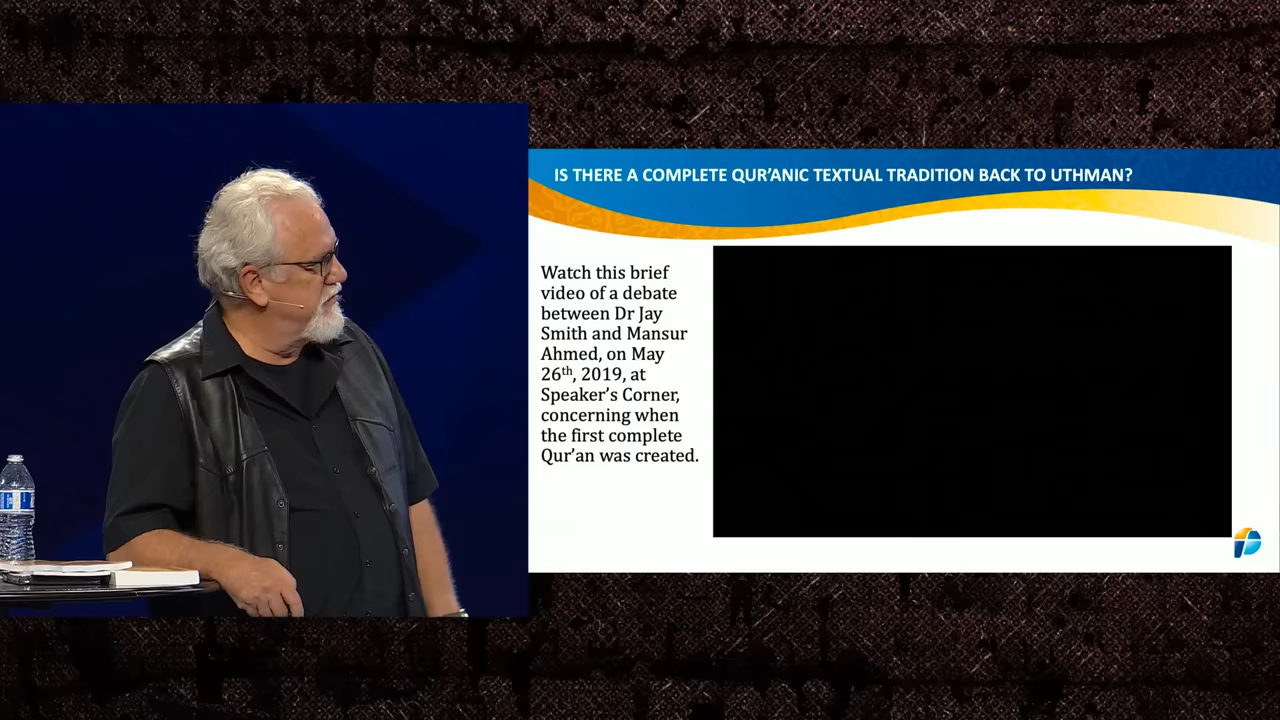 IS THERE A COMPLETE QUR’ANIC TEXTUAL TRADITION BACK TO UTHMAN?
Watch this brief
video of a debate
between Dr Jay
Smith and Mansur
Ahmed, on May
26th, 2019, at
Speaker’s Corner,
concerning when
the first complete
Qur’an was created.